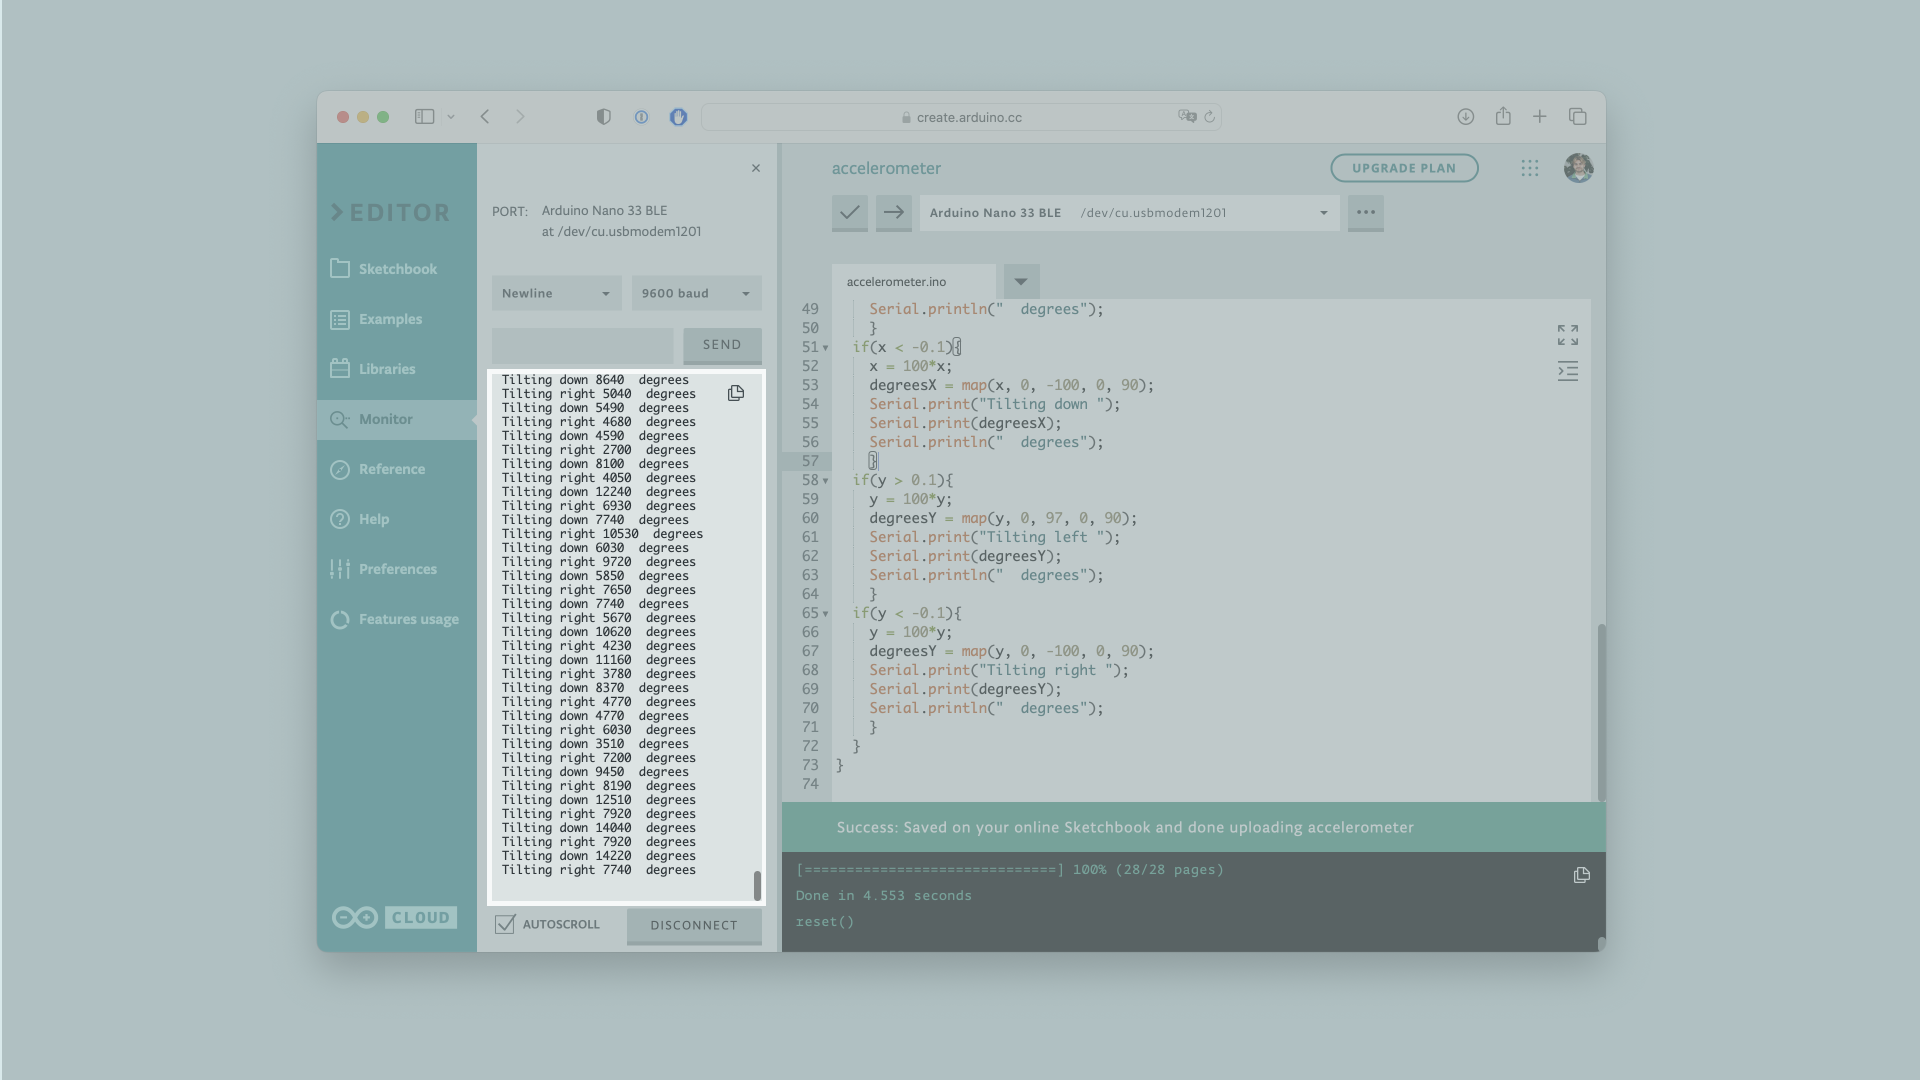 create.arduino.cc
EDITOR
Sketchbook
Examples
Libraries
Monitor
Reference
Help
Preferences
Features usage
CLOUD
PORT: Arduino Nano 33 BLE
at /dev/cu.usbmodem1201
Newline
9600 baud
SEND
Tilting down 8640  degrees
Tilting right 5040  degrees
Tilting down 5490  degrees
Tilting right 4680  degrees
Tilting down 4590  degrees
Tilting right 2700  degrees
Tilting down 8100  degrees
Tilting right 4050  degrees
Tilting down 12240  degrees
Tilting right 6930  degrees
Tilting down 7740  degrees
Tilting right 10530  degrees
Tilting down 6030  degrees
Tilting right 9720  degrees
Tilting down 5850  degrees
Tilting right 7650  degrees
Tilting down 7740  degrees
Tilting right 5670  degrees
Tilting down 10620  degrees
Tilting right 4230  degrees
Tilting down 11160  degrees
Tilting right 3780  degrees
Tilting down 8370  degrees
Tilting right 4770  degrees
Tilting down 4770  degrees
Tilting right 6030  degrees
Tilting down 3510  degrees
Tilting right 7200  degrees
Tilting down 9450  degrees
Tilting right 8190  degrees
Tilting down 12510  degrees
Tilting right 7920  degrees
Tilting down 14040  degrees
Tilting right 7920  degrees
Tilting down 14220  degrees
Tilting right 7740  degrees
AUTOSCROLL
DISCONNECT
accelerometer
UPGRADE PLAN
Arduino Nano 33 BLE /dev/cu.usbmodem1201
accelerometer.ino
49 Serial.println("  degrees");
50 }
51 if(x < -0.1){
52 x = 100*x;
53 degreesX = map(x, 0, -100, 0, 90);
54 Serial.print("Tilting down ");
55 Serial.print(degreesX);
56 Serial.println("  degrees");
57 }
58 if(y > 0.1){
59 y = 100*y;
60 degreesY = map(y, 0, 97, 0, 90);
61 Serial.print("Tilting left ");
62 Serial.print(degreesY);
63 Serial.println("  degrees");
64 }
65 if(y < -0.1){
66 y = 100*y;
67 degreesY = map(y, 0, -100, 0, 90);
68 Serial.print("Tilting right ");
69 Serial.print(degreesY);
70 Serial.println("  degrees");
71 }
72 }
73 }
74
Success: Saved on your online Sketchbook and done uploading accelerometer
[==============================] 100% (28/28 pages)
Done in 4.553 seconds
reset()